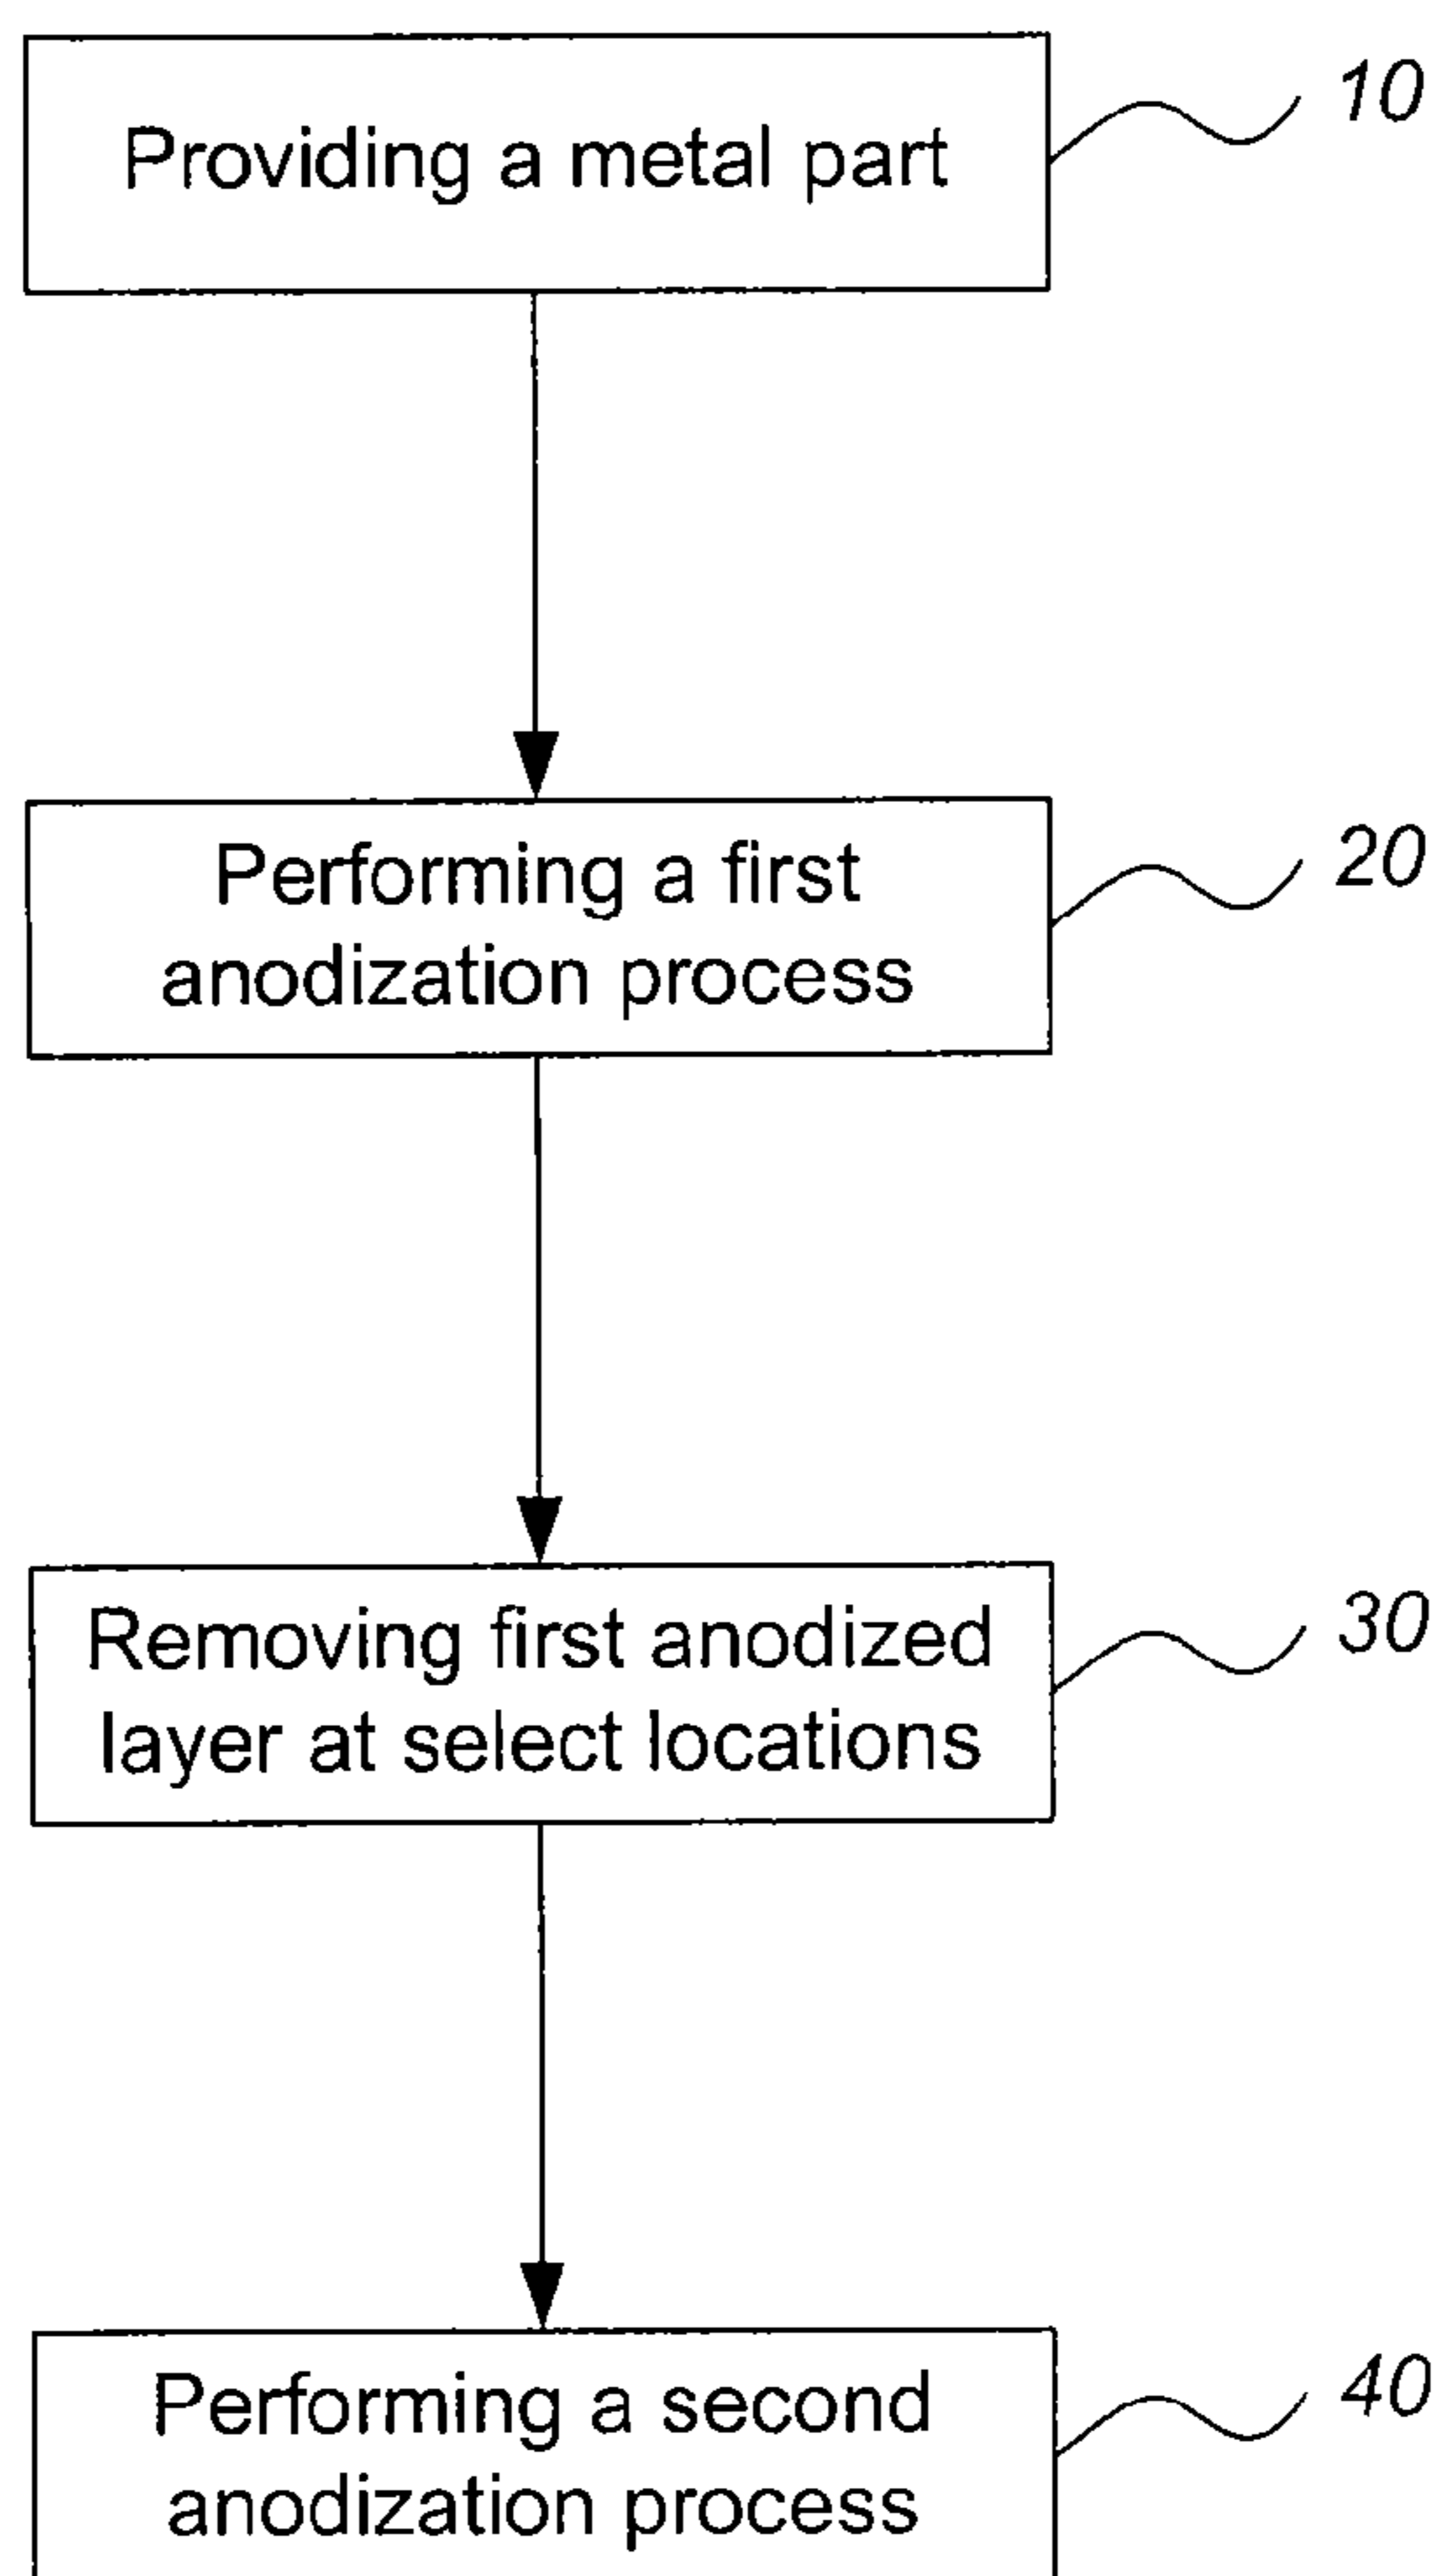 Providing a metal part
10
Performing a first
anodization process
20
Removing first anodized
layer at select locations
30
Performing a second
anodization process
40